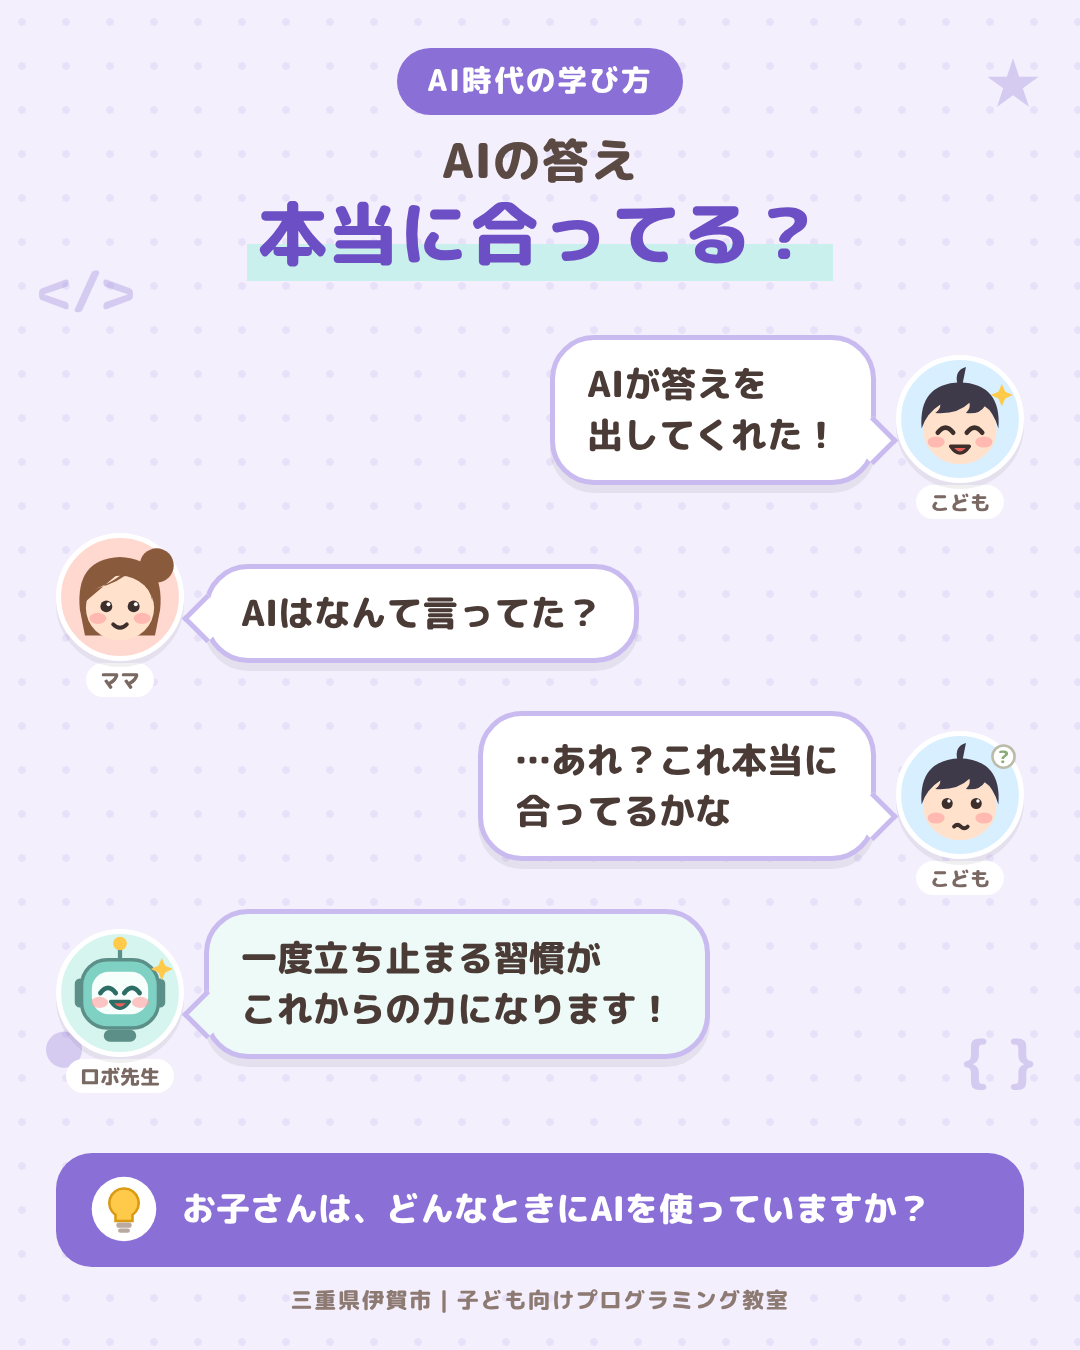 AI時代の学び方
AIの答え
本当に合ってる？
</>
AIが答えを
出してくれた！
こども
AIはなんて言ってた？
ママ
?
…あれ？これ本当に
合ってるかな
こども
一度立ち止まる習慣が
これからの力になります！
ロボ先生
{ }
お子さんは、どんなときにAIを使っていますか？
三重県伊賀市 | 子ども向けプログラミング教室